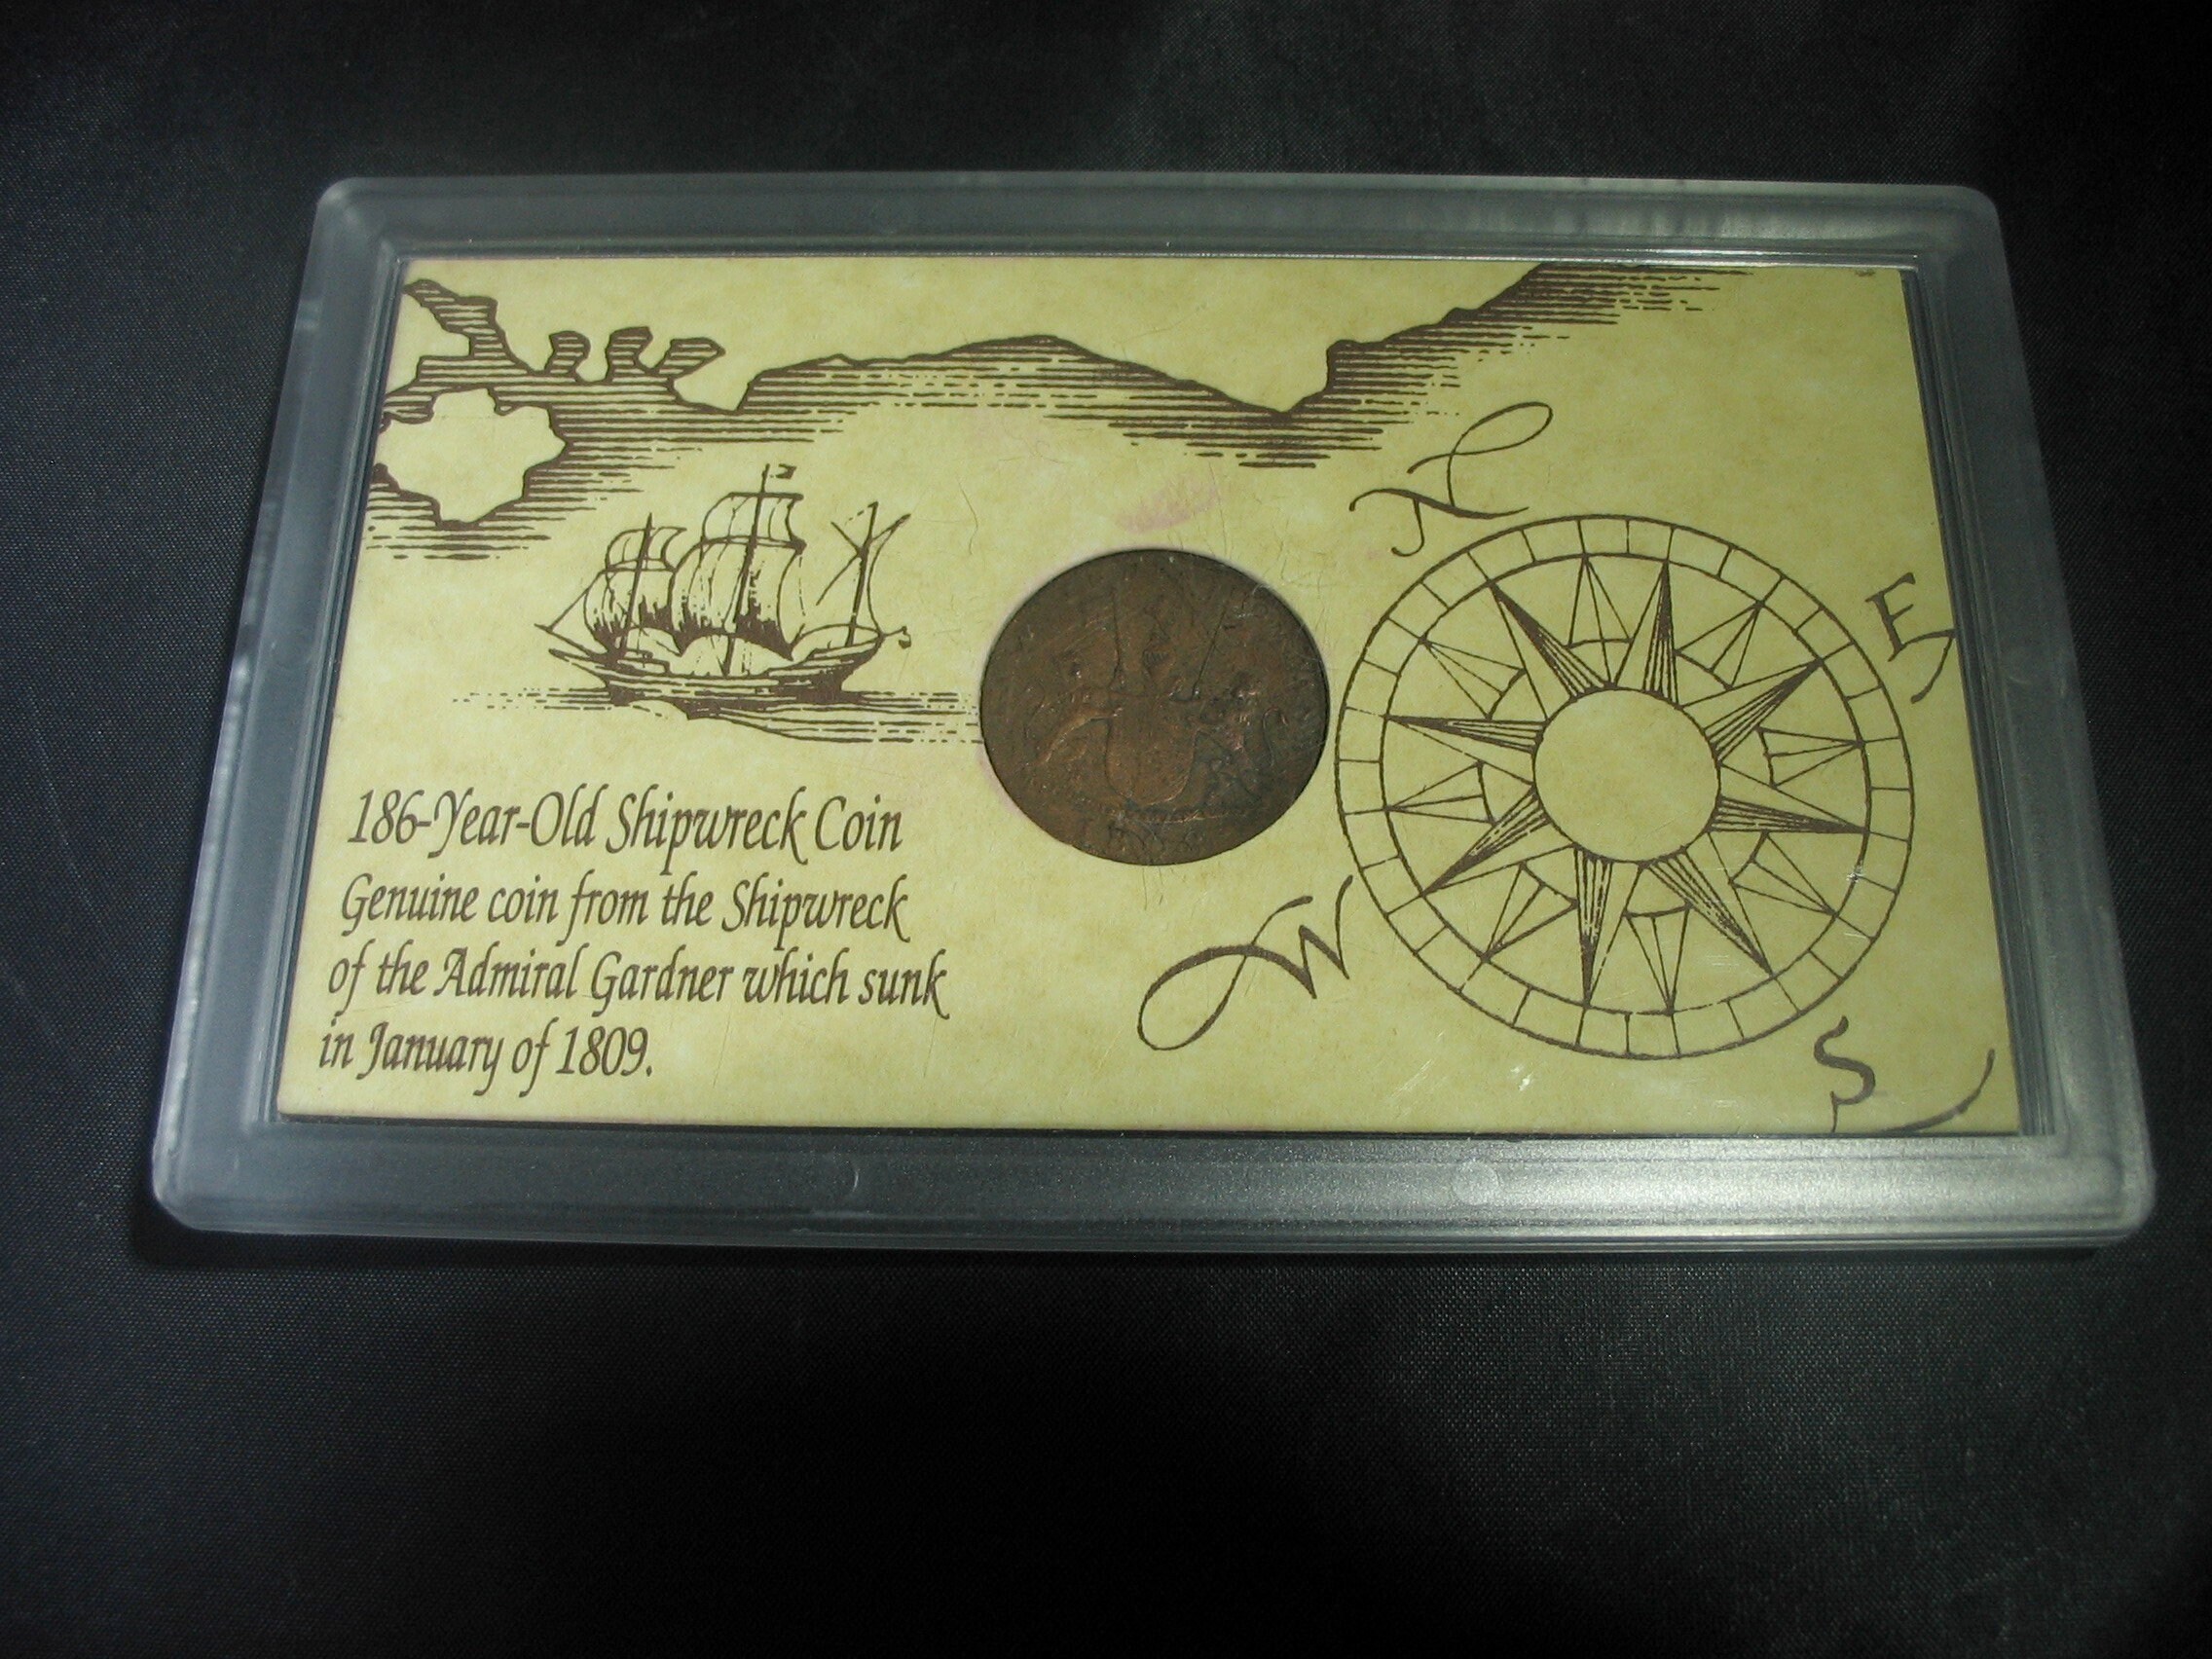 N
E
186-Year-Old Shipwreck Coin
Genuine coin from the Shipwreck
of the Admiral Gardner which sunk
in January of 1809.
W
S